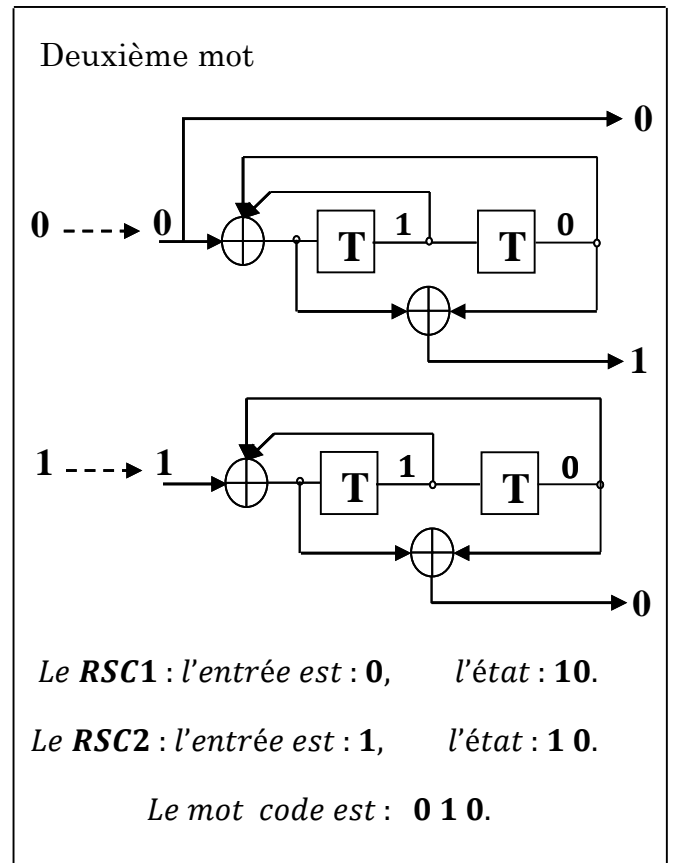 Deuxième mot
0
0 0 T 1 T 0
1
1 1 T 1 T 0
0
Le RSC1 : l'entrée est : 0, l'état : 10.
Le RSC2 : l'entrée est : 1, l'état : 1 0.
Le mot code est : 0 1 0.